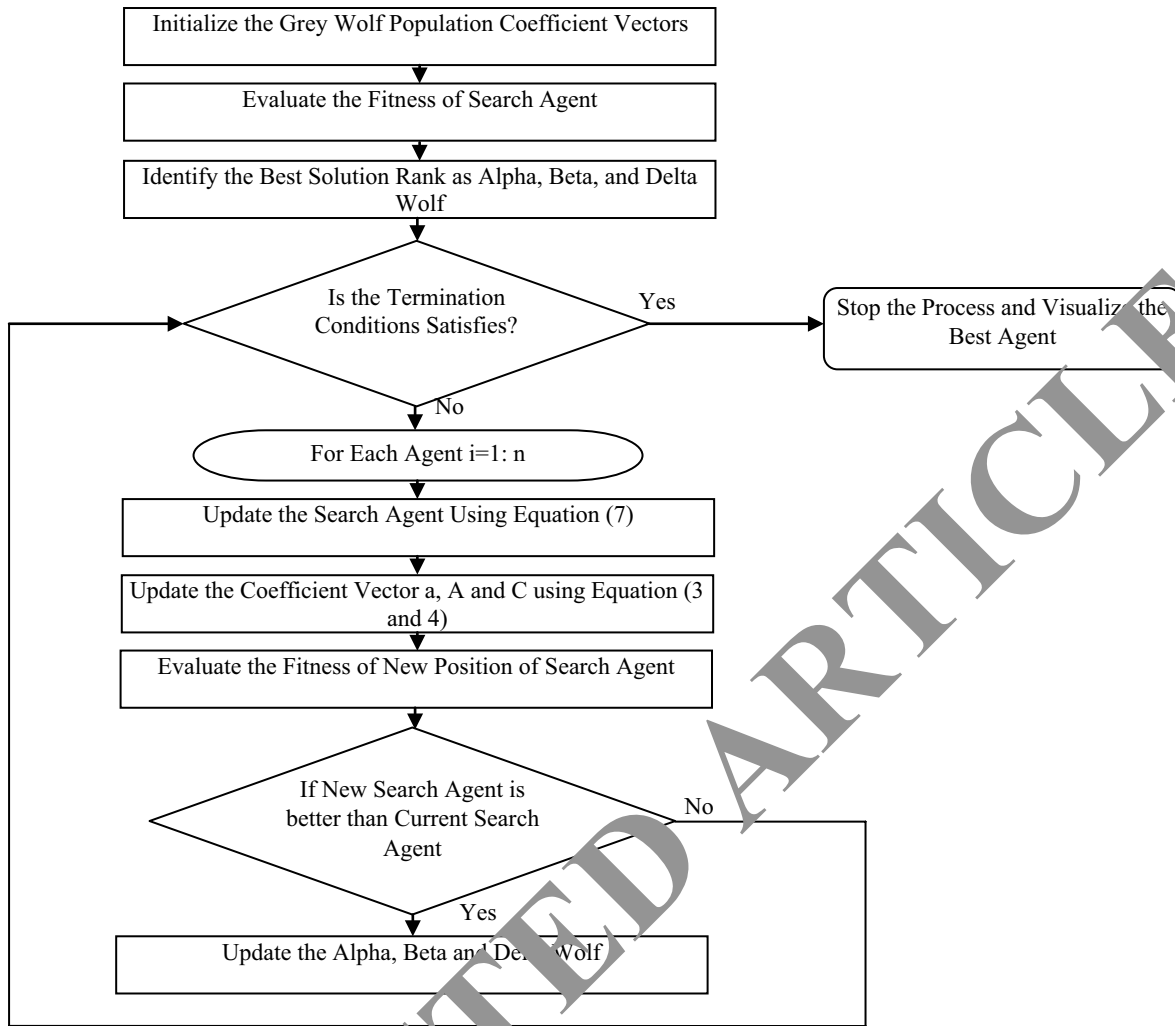 Initialize the Grey Wolf Population Coefficient Vectors
Evaluate the Fitness of Search Agent
Identify the Best Solution Rank as Alpha, Beta, and Delta
Wolf
Is the Termination
Conditions Satisfies?
Yes
Stop the Process and Visualize the
Best Agent
No
For Each Agent i=1: n
Update the Search Agent Using Equation (7)
Update the Coefficient Vector a, A and C using Equation (3
and 4)
Evaluate the Fitness of New Position of Search Agent
If New Search Agent is
better than Current Search
Agent
No
Yes
Update the Alpha, Beta and Delta Wolf
TED ARTICLE